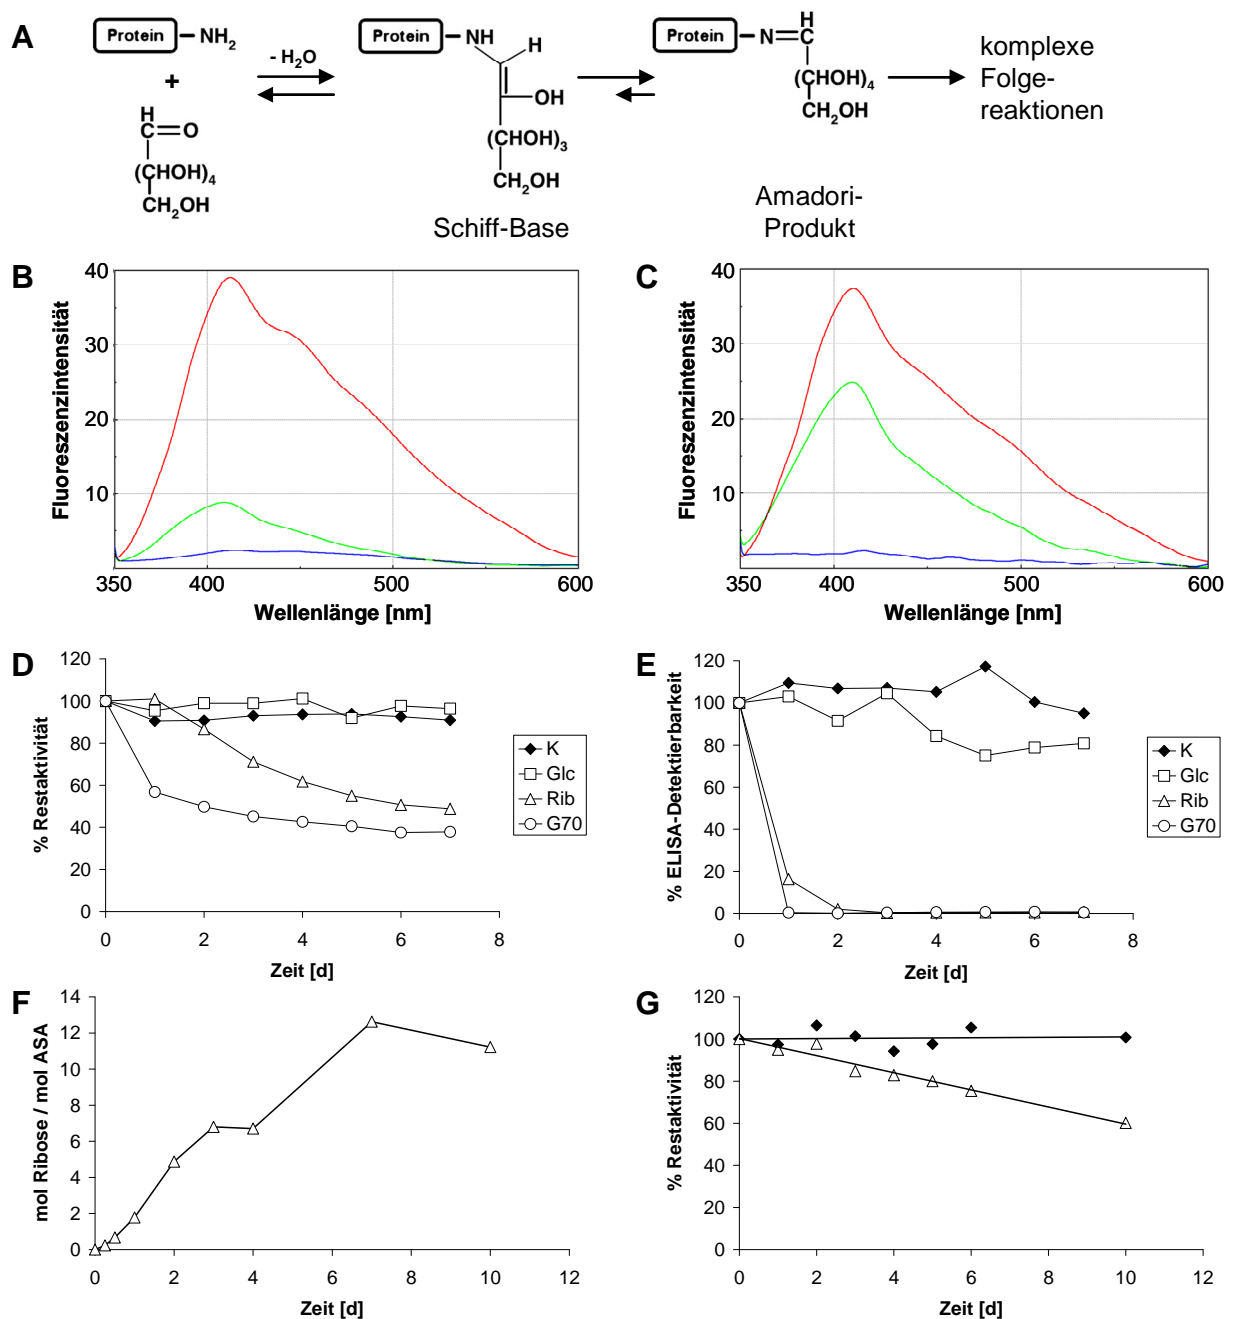 A
Protein
NH2
- H2O
+
H
C
O
(CHOH)4
CH2OH
Protein
NH
H
OH
(CHOH)3
CH2OH
Schiff-Base
Protein
N
C
H
(CHOH)4
CH2OH
Amadori-
Produkt
komplexe
Folge-
reaktionen
B
Fluoreszenzintensität
40
30
20
10
350
400
500
600
Wellenlänge [nm]
C
Fluoreszenzintensität
40
30
20
10
350
400
500
600
Wellenlänge [nm]
D
% Restaktivität
120
100
80
60
40
20
0
0
2
4
6
8
Zeit [d]
K
Glc
Rib
G70
E
% ELISA-Detektierbarkeit
120
100
80
60
40
20
0
0
2
4
6
8
Zeit [d]
K
Glc
Rib
G70
F
mol Ribose / mol ASA
14
12
10
8
6
4
2
0
0
2
4
6
8
10
12
Zeit [d]
G
% Restaktivität
120
100
80
60
40
20
0
0
2
4
6
8
10
12
Zeit [d]